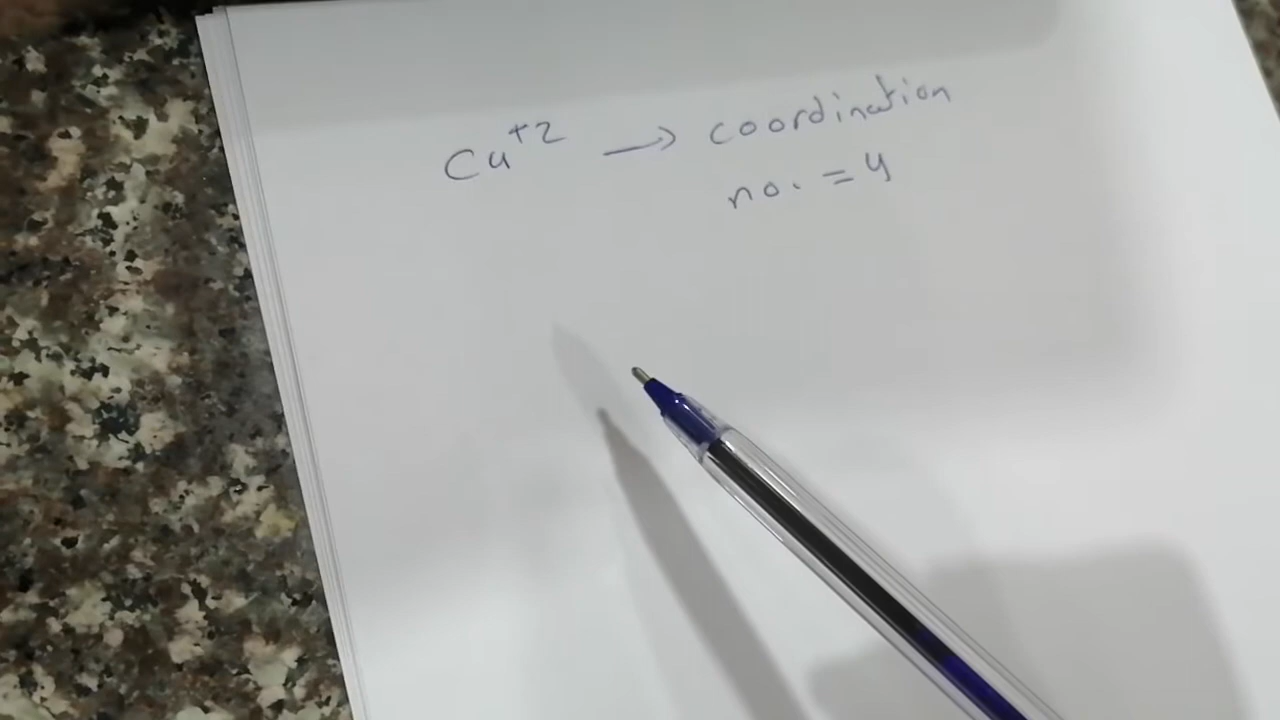 Cu+2 → coordination
no. = 4